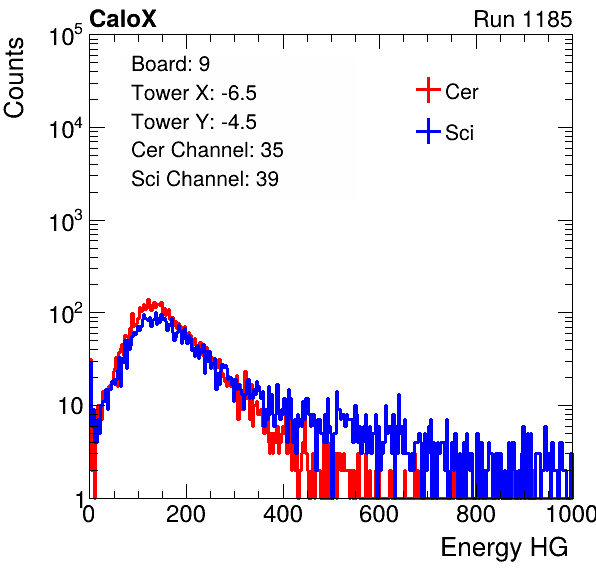 CaloX Run 1185
Counts
10^5
10^4
10^3
10^2
10
1
Board: 9
Tower X: -6.5
Tower Y: -4.5
Cer Channel: 35
Sci Channel: 39
Cer
Sci
0 200 400 600 800 1000
Energy HG